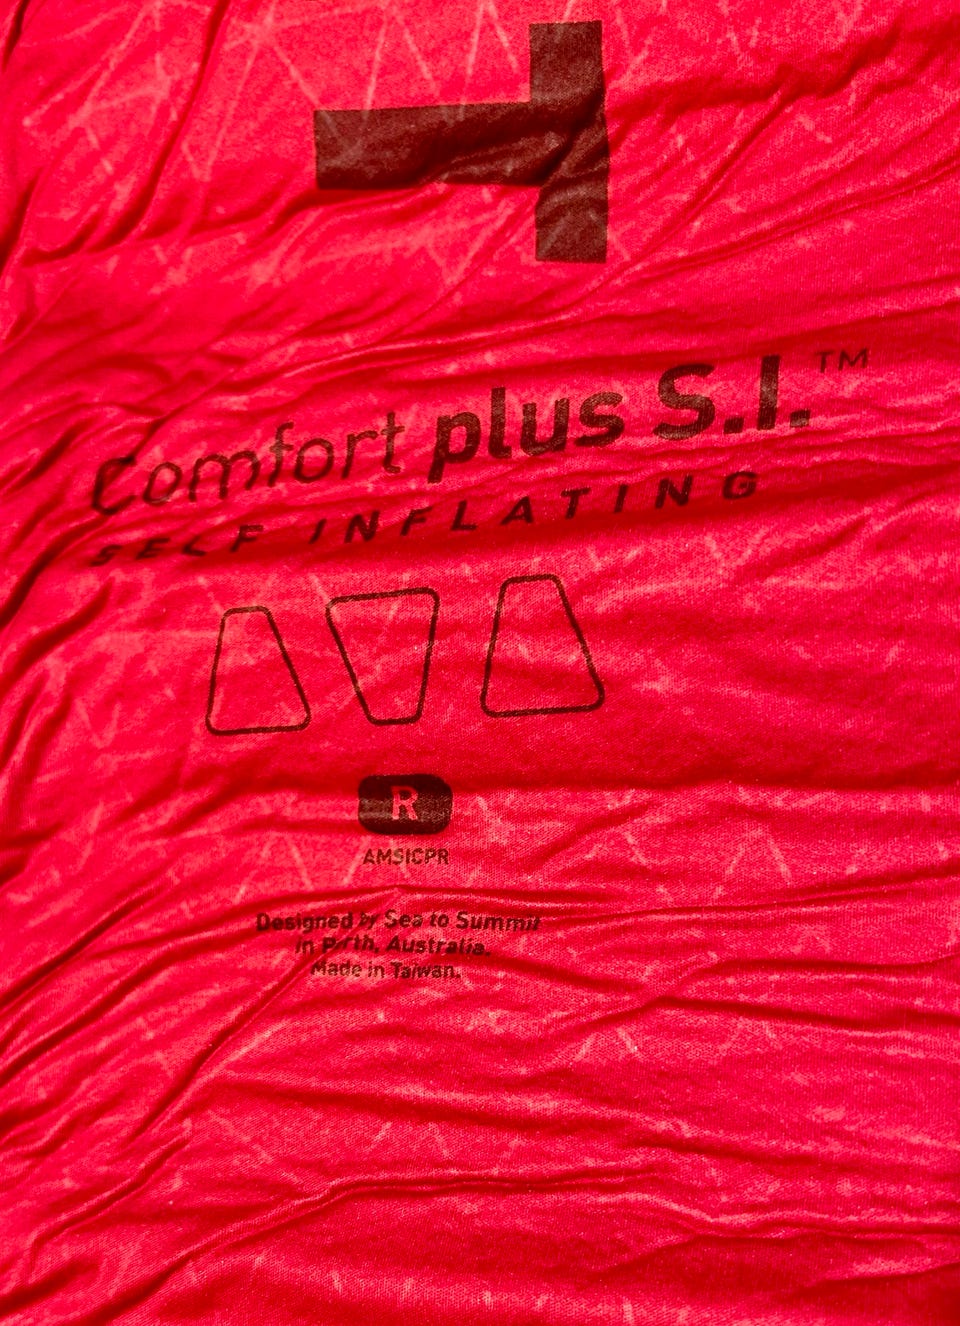 Comfort plus S.I.™
SELF INFLATING
R
AMSICPR
Designed by Sea to Summit
in Perth, Australia.
Made in Taiwan.